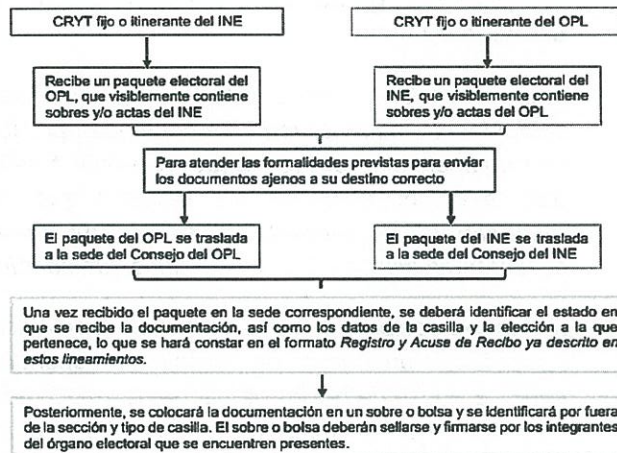 CRYT fijo o itinerante del INE
CRYT fijo o itinerante del OPL
Recibe un paquete electoral del
OPL, que visiblemente contiene
sobres y/o actas del INE
Recibe un paquete electoral del
INE, que visiblemente contiene
sobres y/o actas del OPL
Para atender las formalidades previstas para enviar
los documentos ajenos a su destino correcto
El paquete del OPL se traslada
a la sede del Consejo del OPL
El paquete del INE se traslada
a la sede del Consejo del INE
Una vez recibido el paquete en la sede correspondiente, se deberá identificar el estado en
que se recibe la documentación, así como los datos de la casilla y la elección a la que
pertenece, lo que se hará constar en el formato Registro y Acuse de Recibo ya descrito en
estos lineamientos.
Posteriormente, se colocará la documentación en un sobre o bolsa y se identificará por fuera
de la sección y tipo de casilla. El sobre o bolsa deberán sellarse y firmarse por los integrantes
del órgano electoral que se encuentren presentes.